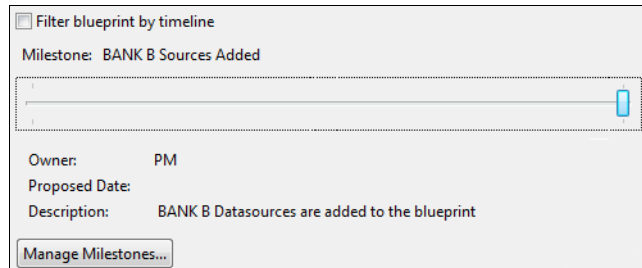 Filter blueprint by timeline
Milestone: BANK B Sources Added
Owner: PM
Proposed Date:
Description: BANK B Datasources are added to the blueprint
Manage Milestones...